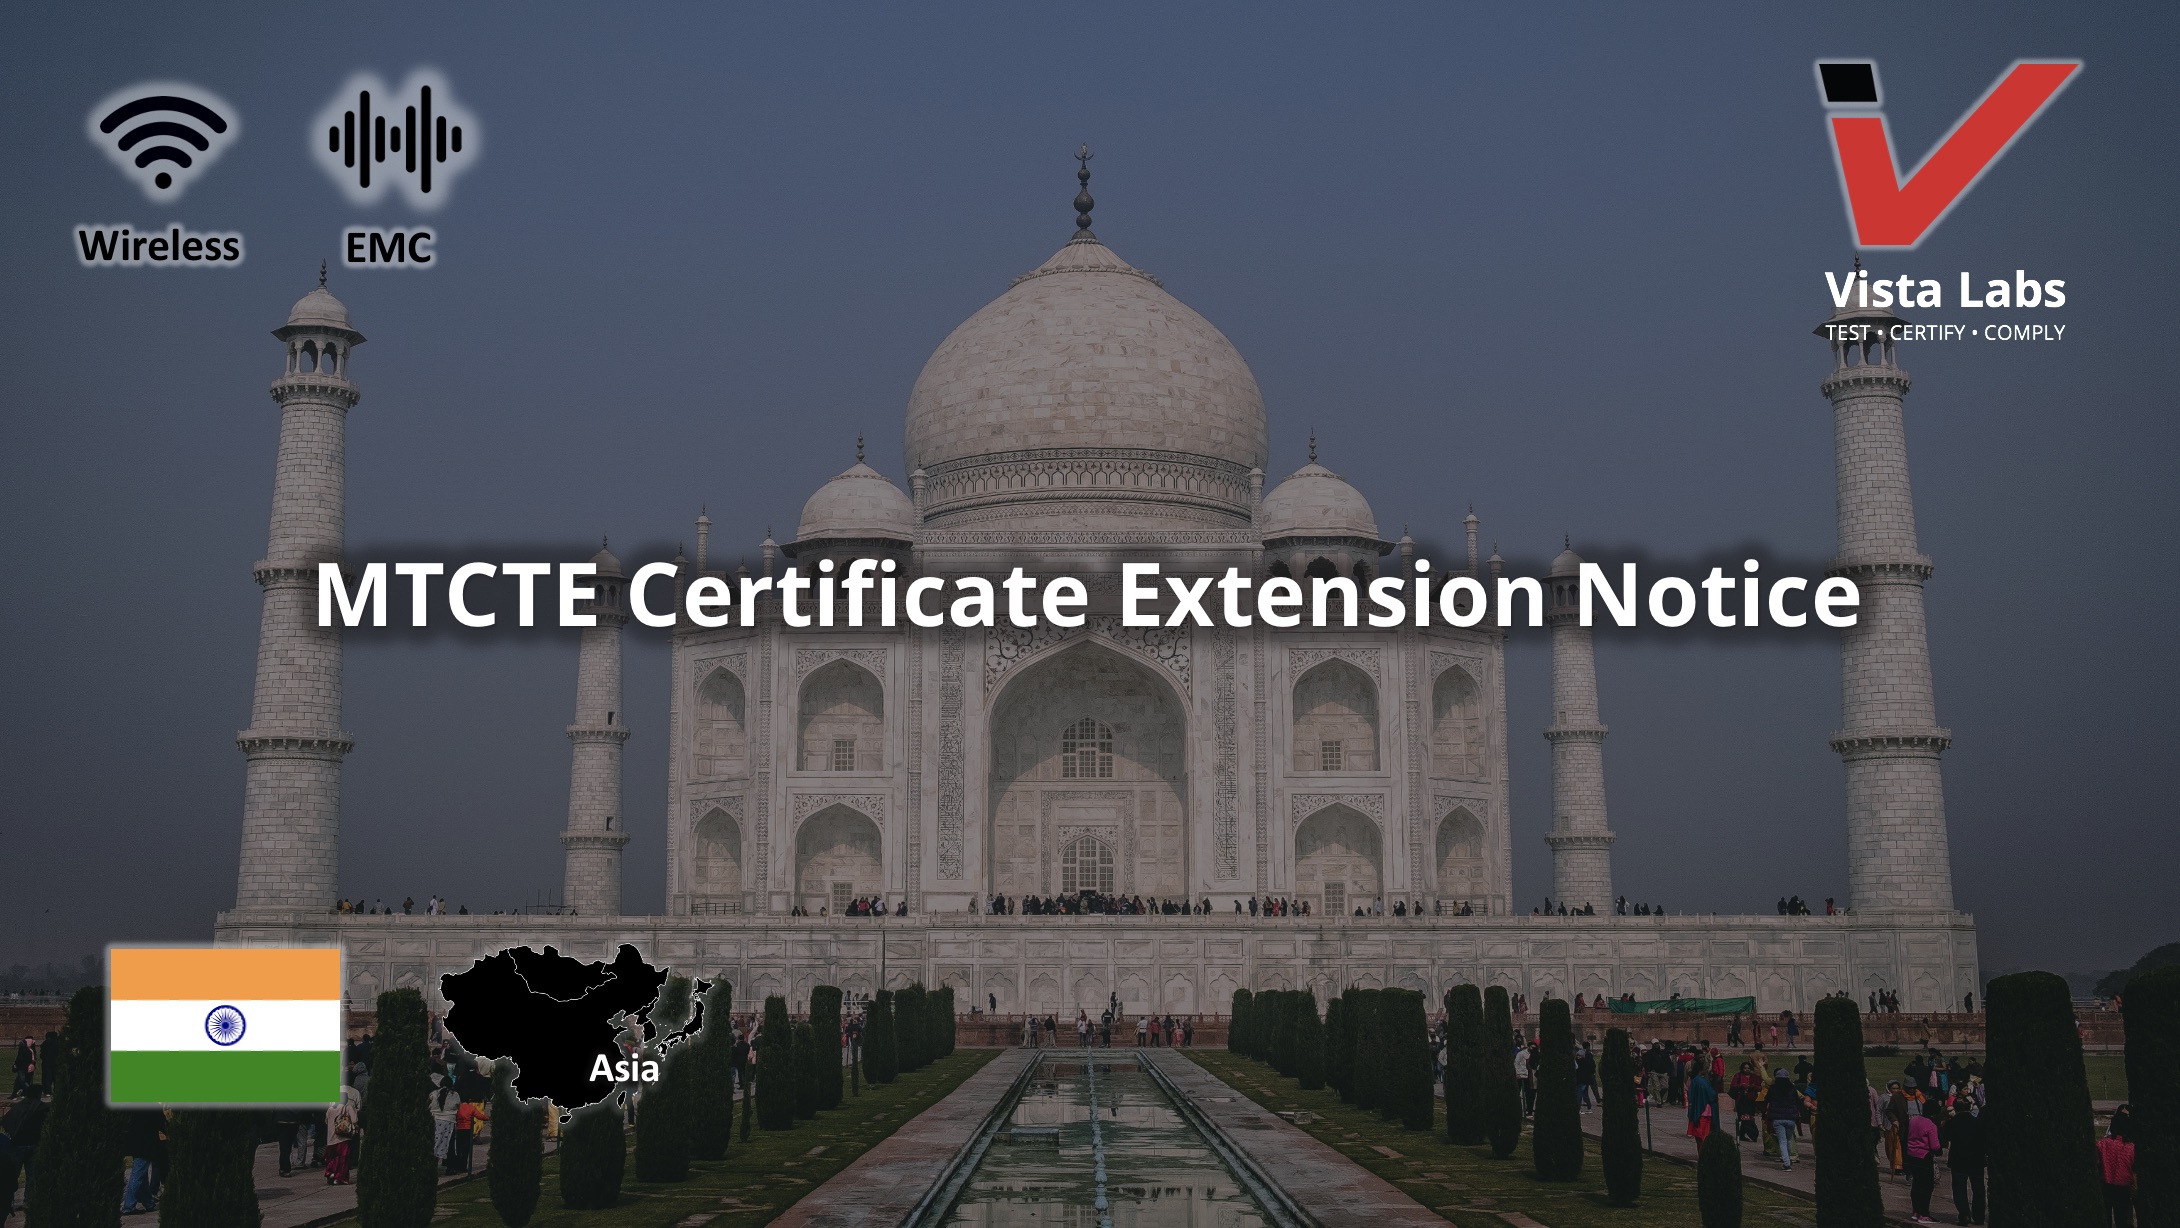 Wireless
EMC
Vista Labs
TEST • CERTIFY • COMPLY
MTCTE Certificate Extension Notice
Asia